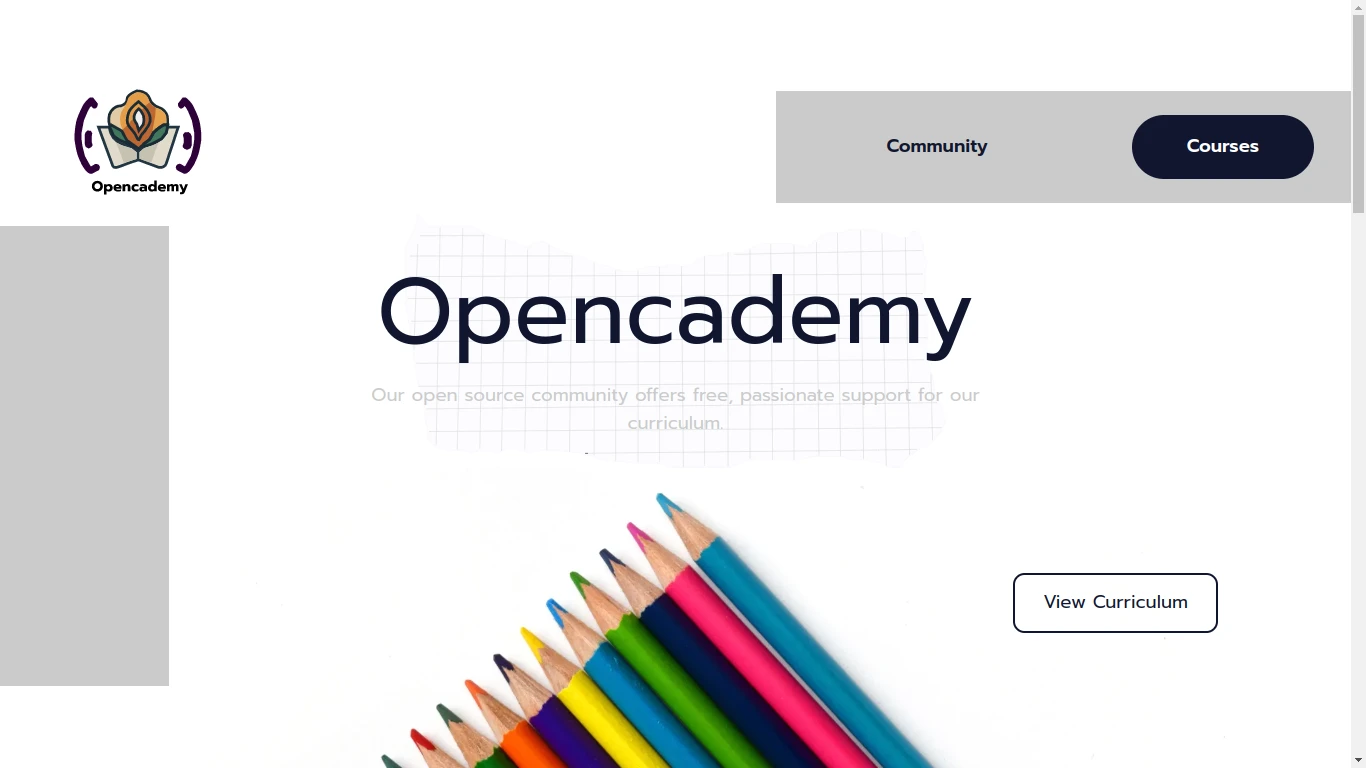 Opencademy
Community
Courses
Opencademy
Our open source community offers free, passionate support for our
curriculum.
View Curriculum